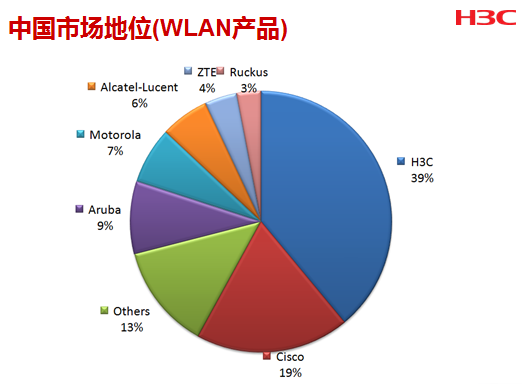 中国市场地位(WLAN产品)
H3C
ZTE
4%
Ruckus
3%
Alcatel-Lucent
6%
Motorola
7%
H3C
39%
Aruba
9%
Others
13%
Cisco
19%